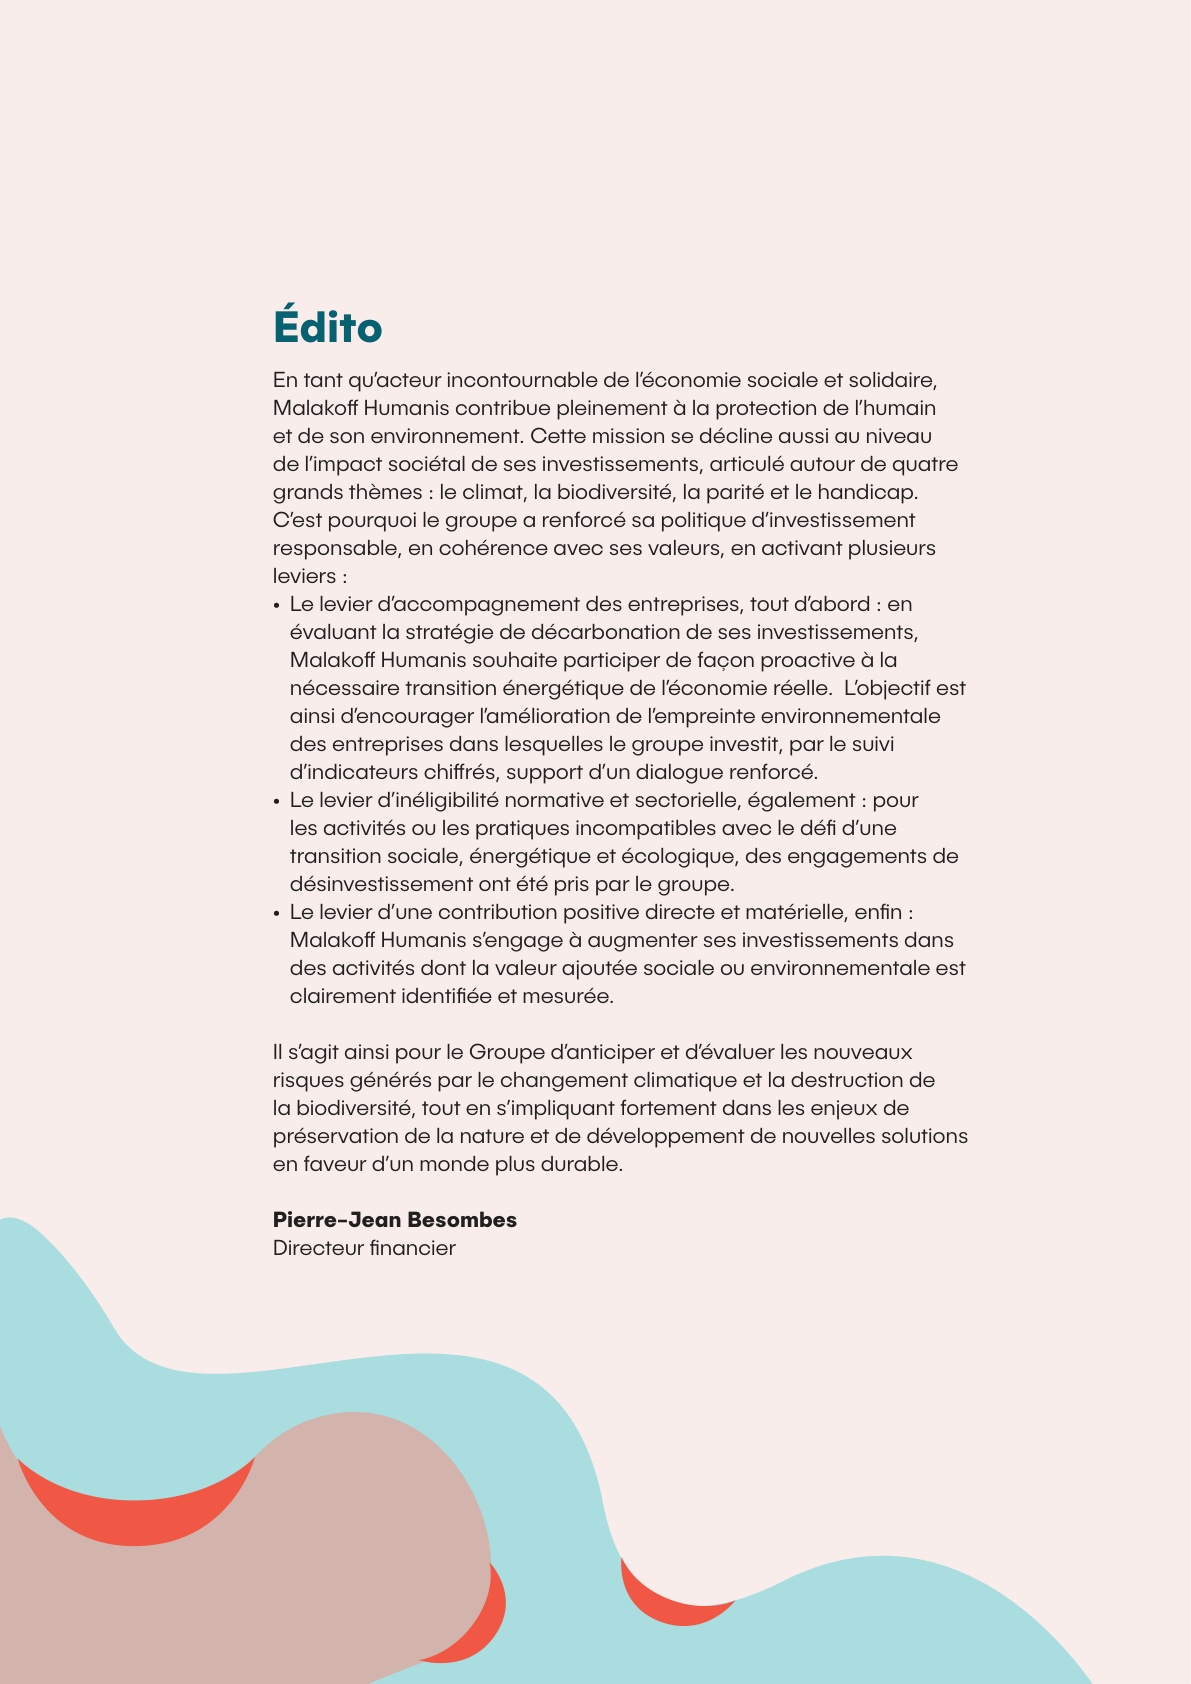 Édito
En tant qu’acteur incontournable de l’économie sociale et solidaire,
Malakoff Humanis contribue pleinement à la protection de l’humain
et de son environnement. Cette mission se décline aussi au niveau
de l’impact sociétal de ses investissements, articulé autour de quatre
grands thèmes : le climat, la biodiversité, la parité et le handicap.
C’est pourquoi le groupe a renforcé sa politique d’investissement
responsable, en cohérence avec ses valeurs, en activant plusieurs
leviers :
• Le levier d’accompagnement des entreprises, tout d’abord : en
évaluant la stratégie de décarbonation de ses investissements,
Malakoff Humanis souhaite participer de façon proactive à la
nécessaire transition énergétique de l’économie réelle.  L’objectif est
ainsi d’encourager l’amélioration de l’empreinte environnementale
des entreprises dans lesquelles le groupe investit, par le suivi
d’indicateurs chiffrés, support d’un dialogue renforcé.
• Le levier d’inéligibilité normative et sectorielle, également : pour
les activités ou les pratiques incompatibles avec le défi d’une
transition sociale, énergétique et écologique, des engagements de
désinvestissement ont été pris par le groupe.
• Le levier d’une contribution positive directe et matérielle, enfin :
Malakoff Humanis s’engage à augmenter ses investissements dans
des activités dont la valeur ajoutée sociale ou environnementale est
clairement identifiée et mesurée.
Il s’agit ainsi pour le Groupe d’anticiper et d’évaluer les nouveaux
risques générés par le changement climatique et la destruction de
la biodiversité, tout en s’impliquant fortement dans les enjeux de
préservation de la nature et de développement de nouvelles solutions
en faveur d’un monde plus durable.
Pierre-Jean Besombes
Directeur financier